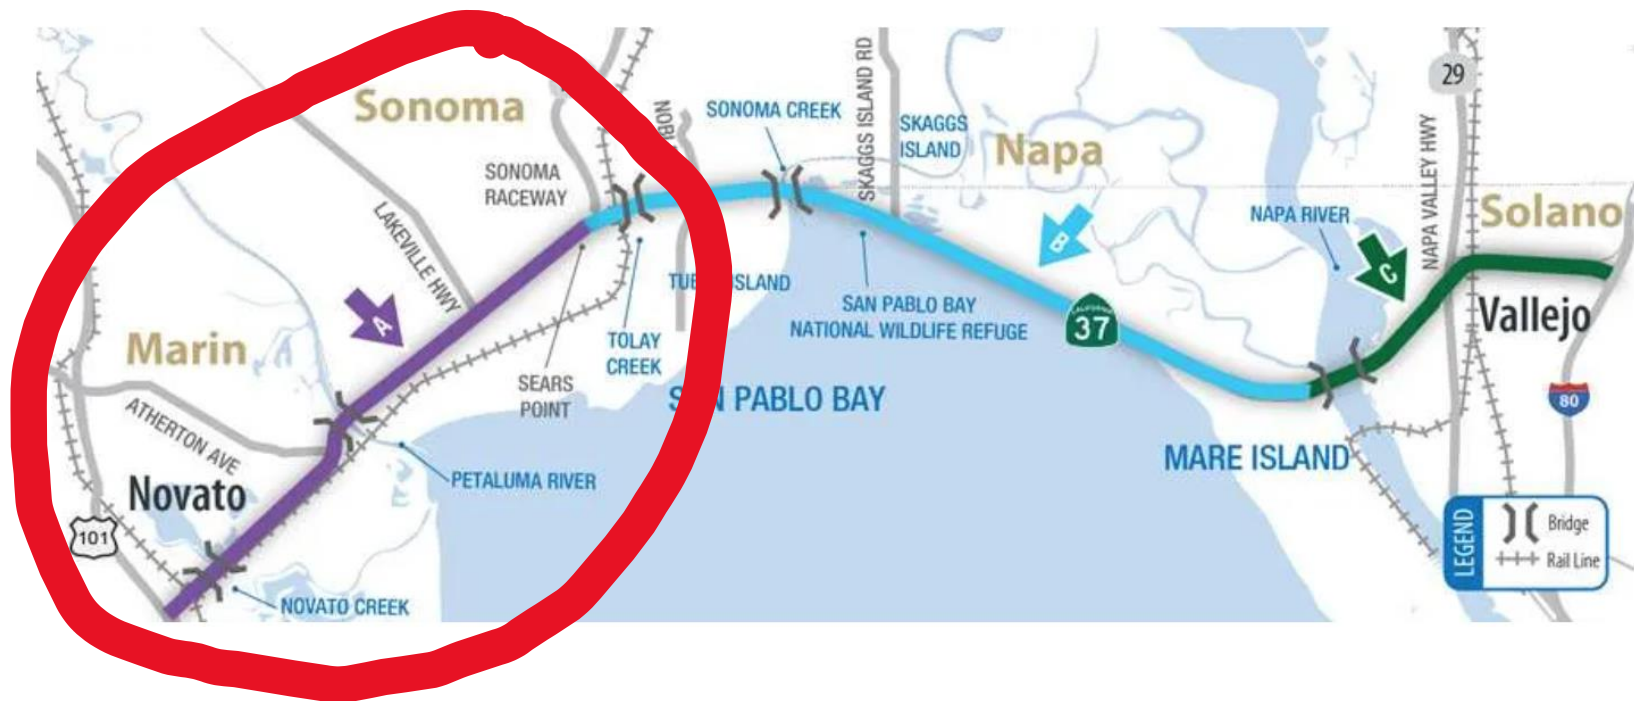 Sonoma
SONOMA
RACEWAY
SONOMA CREEK
SKAGGS ISLAND RD
SKAGGS
ISLAND
Napa
29
NAPA VALLEY HWY
Solano
NAPA RIVER
LAKEVILLE HWY
B
C
A
ISLAND
SAN PABLO BAY
NATIONAL WILDLIFE REFUGE
CALIFORNIA
37
Vallejo
Marin
TOLAY
CREEK
SEARS
POINT
PABLO BAY
80
ATHERTON AVE
MARE ISLAND
PETALUMA RIVER
Novato
101
LEGEND
Bridge
Rail Line
NOVATO CREEK